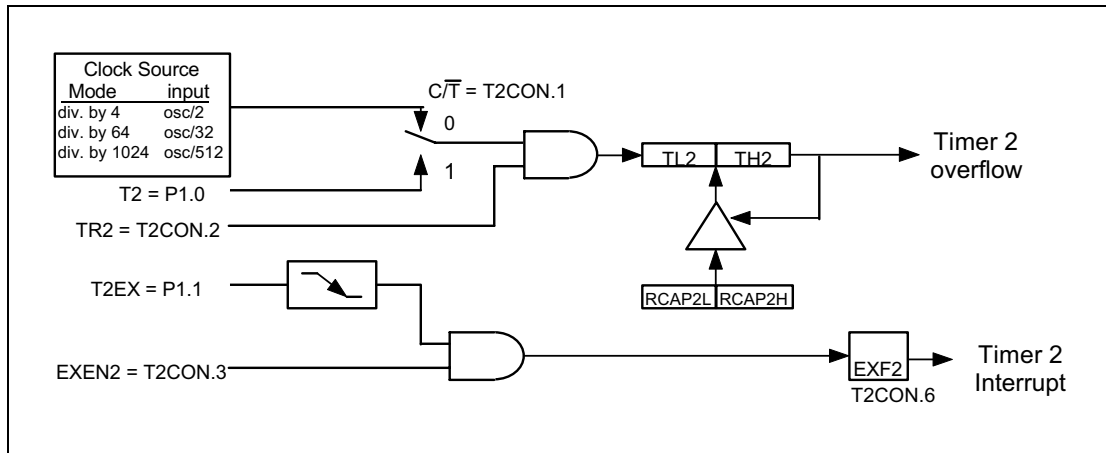 Clock Source
Mode input
div. by 4 osc/2
div. by 64 osc/32
div. by 1024 osc/512
C/T̅ = T2CON.1
0
1
T2 = P1.0
TR2 = T2CON.2
TL2 TH2
Timer 2
overflow
T2EX = P1.1
RCAP2L RCAP2H
EXEN2 = T2CON.3
EXF2
T2CON.6
Timer 2
Interrupt